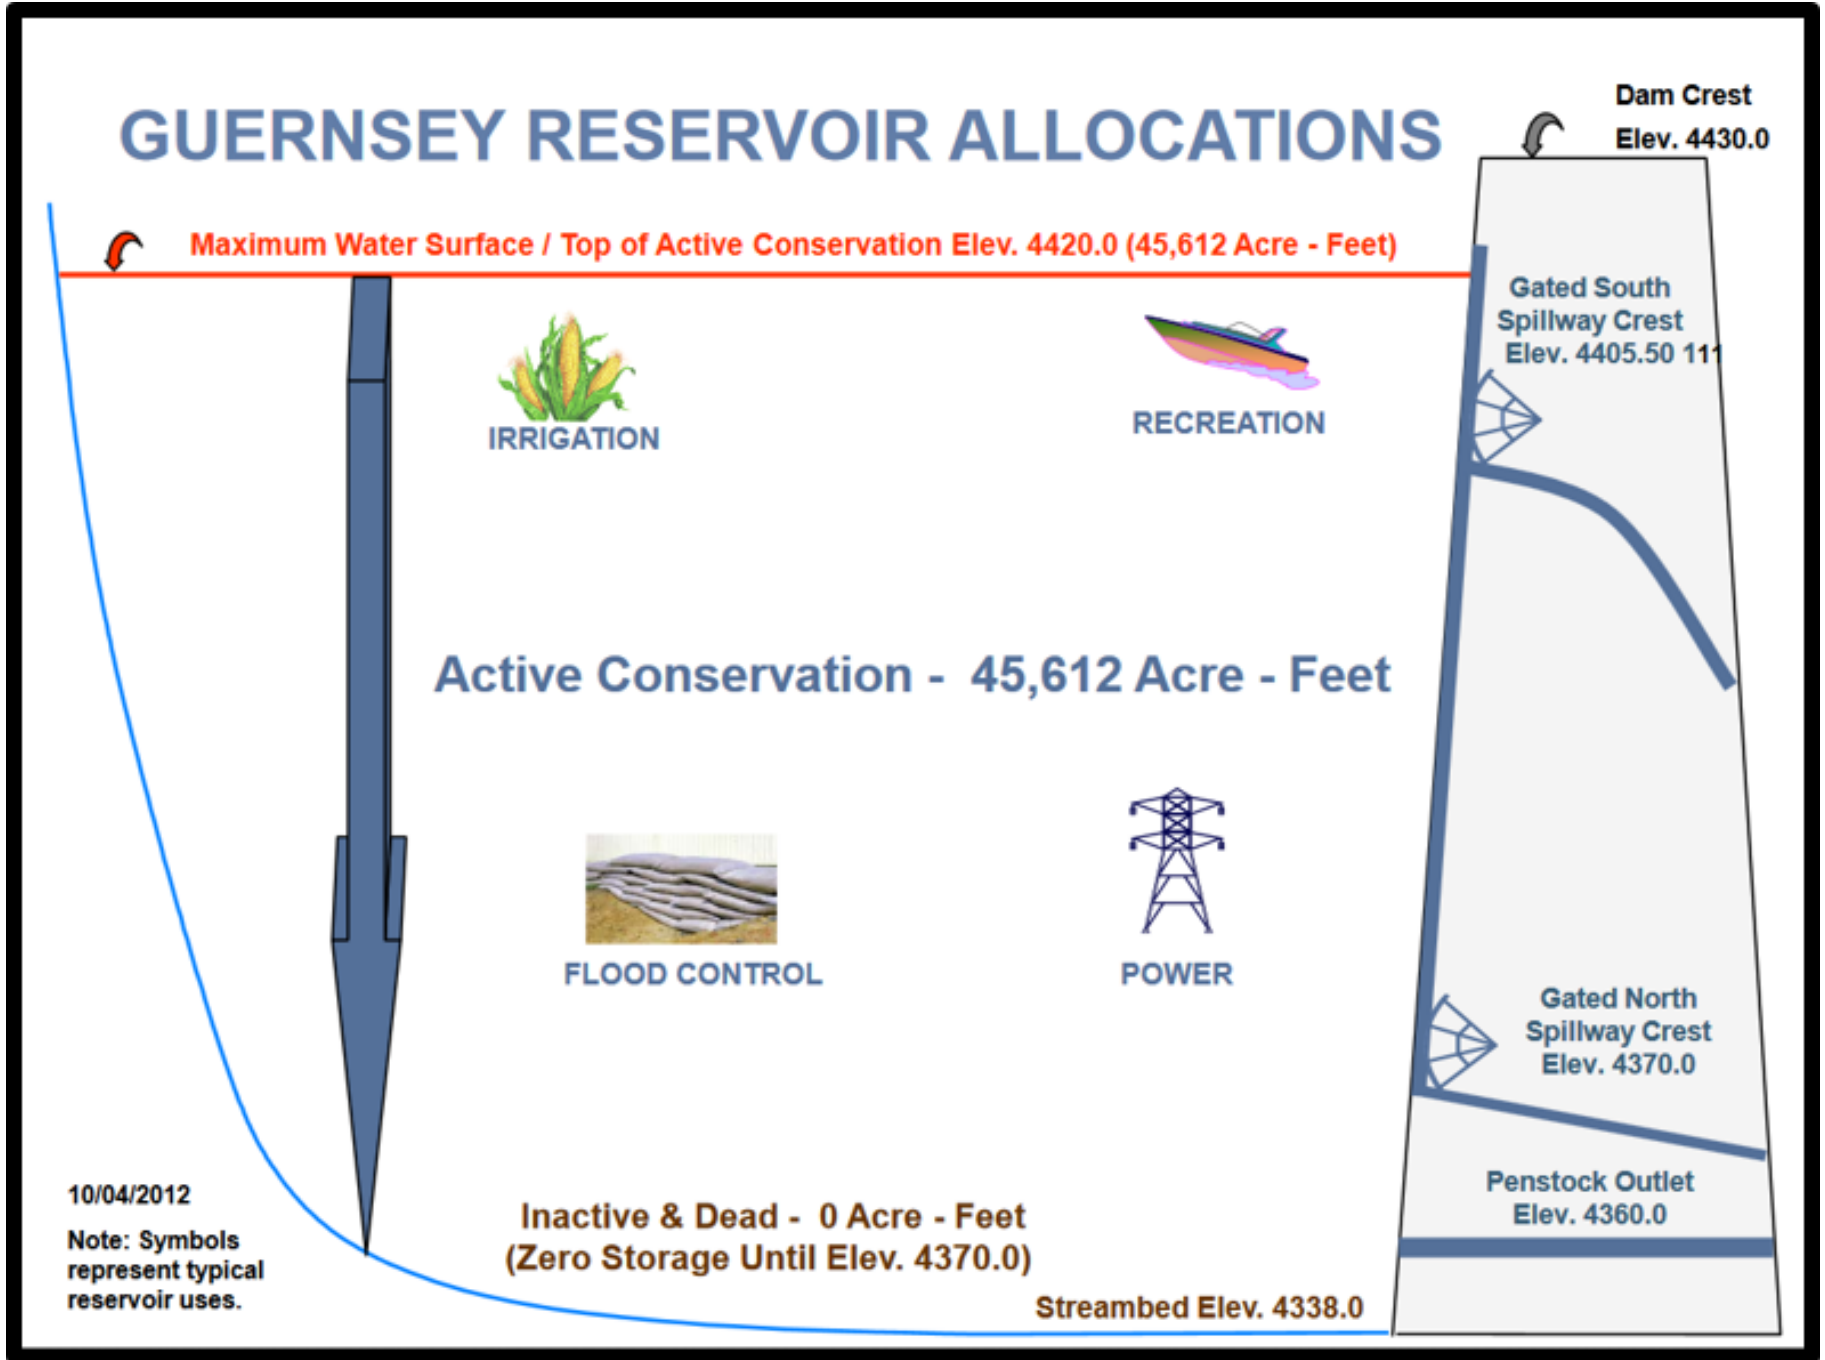 GUERNSEY RESERVOIR ALLOCATIONS
Dam Crest
Elev. 4430.0
Maximum Water Surface / Top of Active Conservation Elev. 4420.0 (45,612 Acre - Feet)
Gated South
Spillway Crest
Elev. 4405.50 111
IRRIGATION
RECREATION
Active Conservation - 45,612 Acre - Feet
FLOOD CONTROL
POWER
Gated North
Spillway Crest
Elev. 4370.0
Penstock Outlet
Elev. 4360.0
10/04/2012
Note: Symbols
represent typical
reservoir uses.
Inactive & Dead - 0 Acre - Feet
(Zero Storage Until Elev. 4370.0)
Streambed Elev. 4338.0